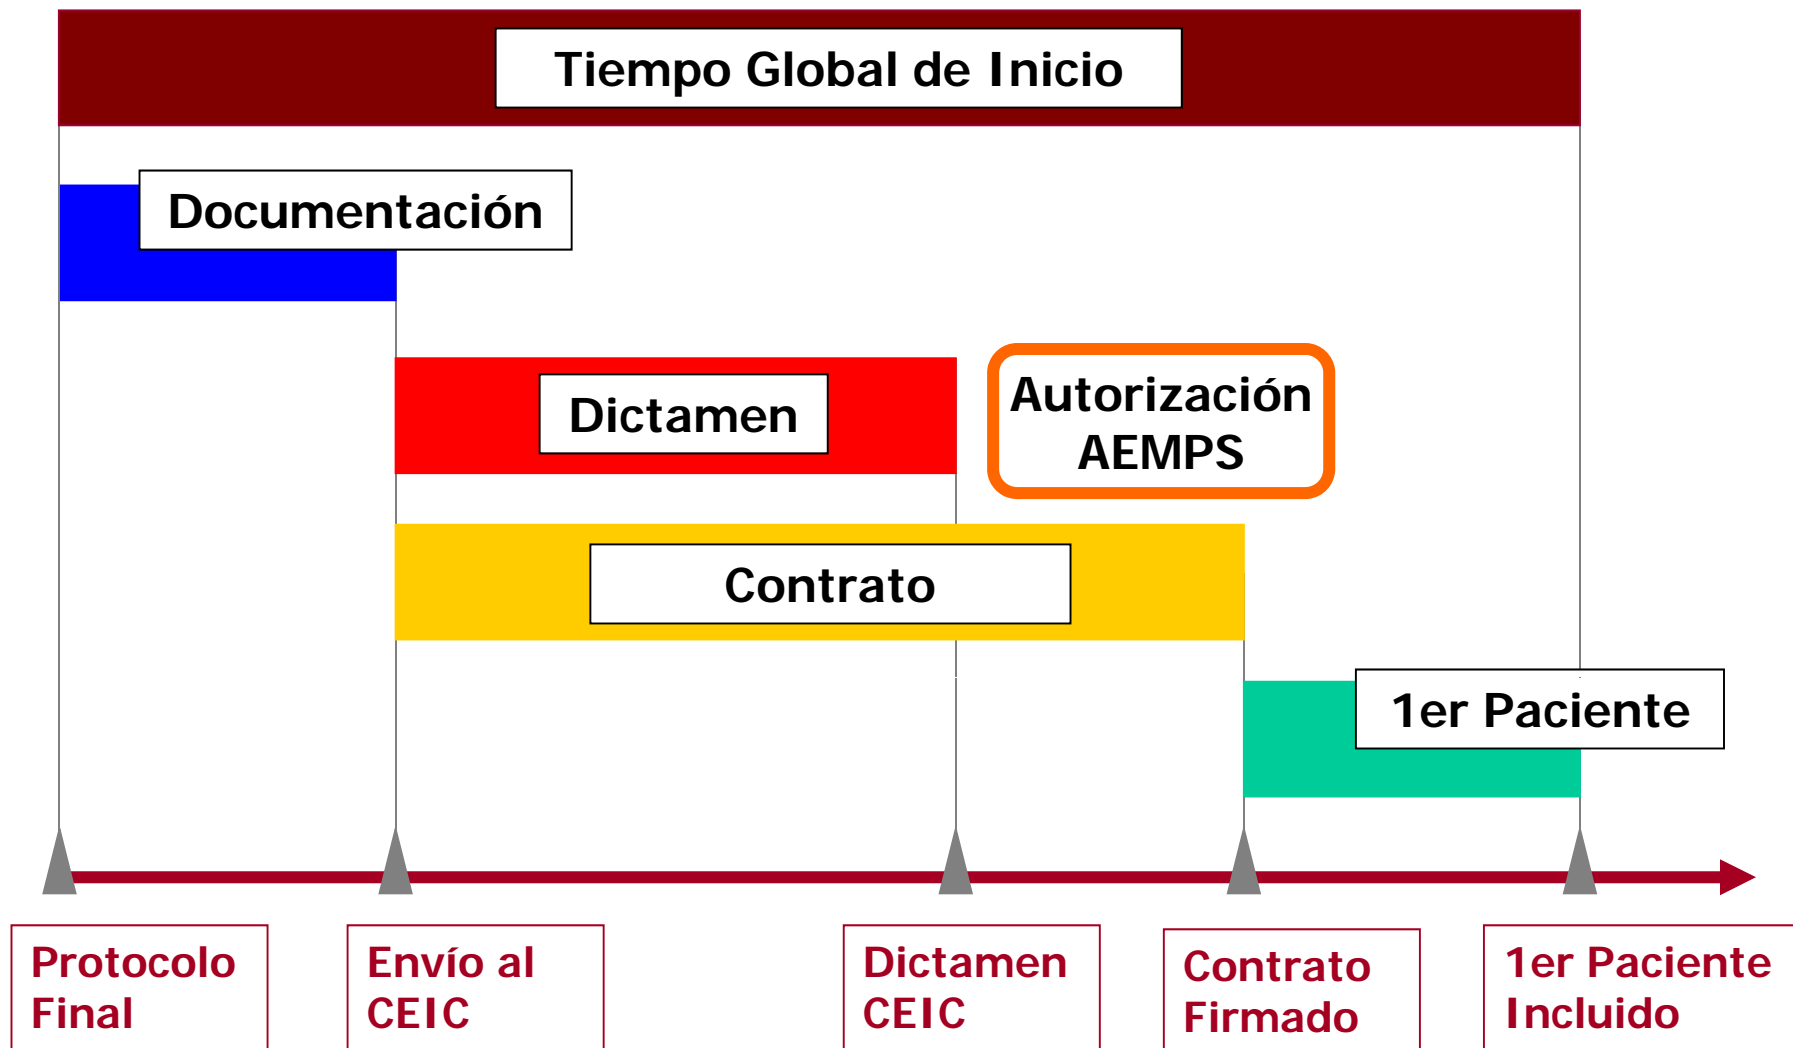 Tiempo Global de Inicio
Documentación
Dictamen
Autorización
AEMPS
Contrato
1er Paciente
Protocolo
Final
Envío al
CEIC
Dictamen
CEIC
Contrato
Firmado
1er Paciente
Incluido